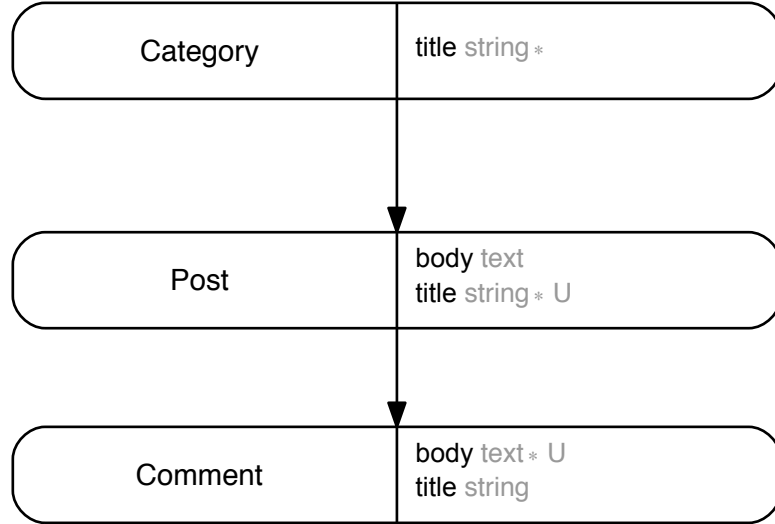 Category
title string*
Post
body text
title string* U
Comment
body text* U
title string